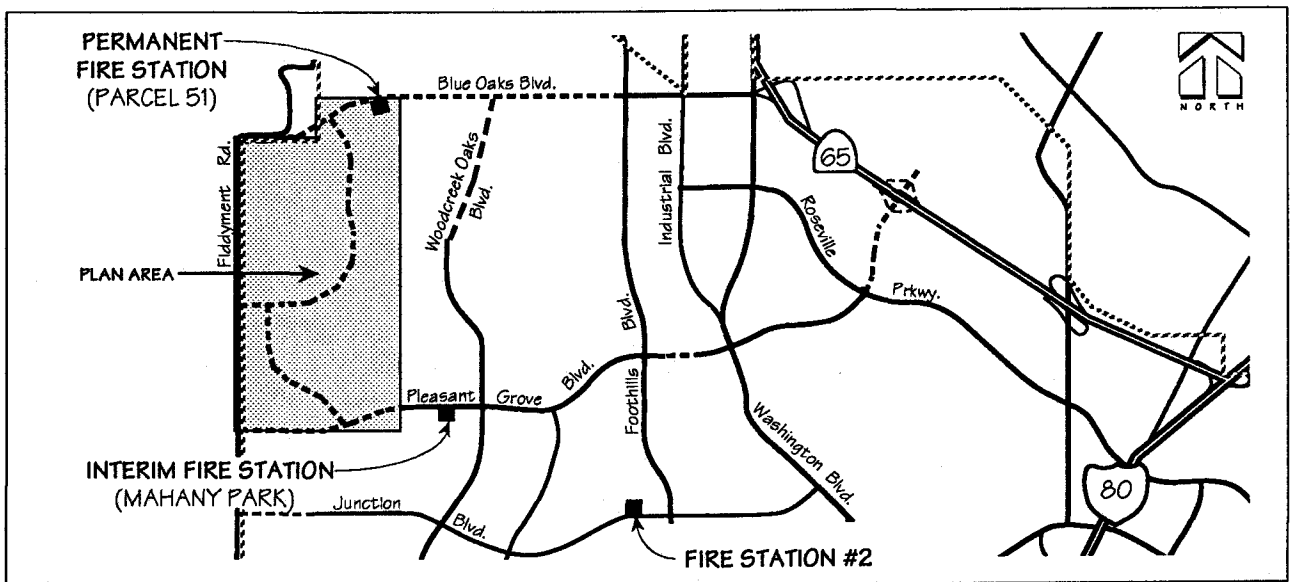 PERMANENT
FIRE STATION
(PARCEL 51)
NORTH
Blue Oaks Blvd.
65
Fiddyment Rd.
Woodcreek Oaks
Blvd.
Industrial Blvd.
Roseville
Prkwy.
PLAN AREA
Foothills Blvd.
Pleasant Grove Blvd.
Washington Blvd.
INTERIM FIRE STATION
(MAHANY PARK)
Junction Blvd.
80
FIRE STATION #2